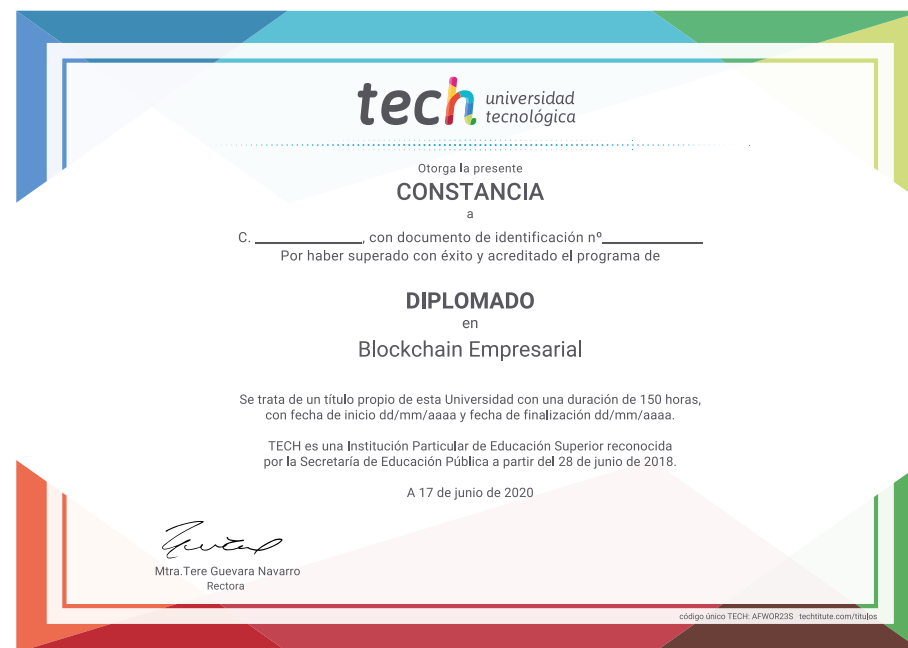 tech universidad
tecnológica
Otorga la presente
CONSTANCIA
a
C. ______________, con documento de identificación nº_____________
Por haber superado con éxito y acreditado el programa de
DIPLOMADO
en
Blockchain Empresarial
Se trata de un título propio de esta Universidad con una duración de 150 horas,
con fecha de inicio dd/mm/aaaa y fecha de finalización dd/mm/aaaa.
TECH es una Institución Particular de Educación Superior reconocida
por la Secretaría de Educación Pública a partir del 28 de junio de 2018.
A 17 de junio de 2020
Mtra.Tere Guevara Navarro
Rectora
código único TECH: AFWOR23S techtitute.com/titulos